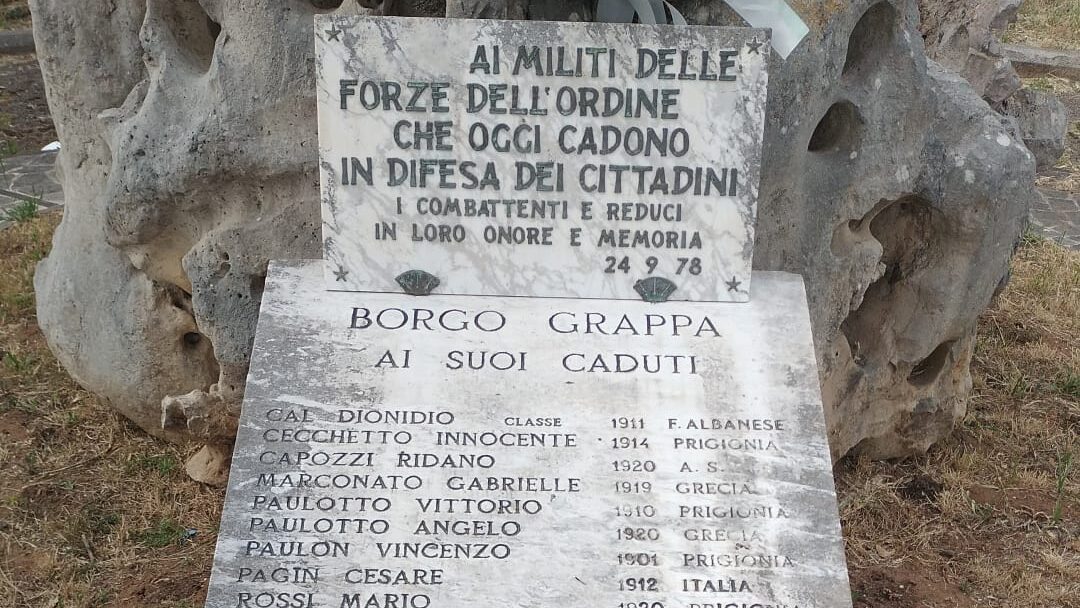 AI MILITI DELLE
FORZE DELL'ORDINE
CHE OGGI CADONO
IN DIFESA DEI CITTADINI
I COMBATTENTI E REDUCI
IN LORO ONORE E MEMORIA
24 9 78
BORGO GRAPPA
AI SUOI CADUTI
CAL DIONIDIO CLASSE 1911 F. ALBANESE
CECCHETTO INNOCENTE 1914 PRIGIONIA
CAPOZZI RIDANO 1920 A. S.
MARCONATO GABRIELLE 1919 GRECIA
PAULOTTO VITTORIO 1910 PRIGIONIA
PAULOTTO ANGELO 1920 GRECIA
PAULON VINCENZO 1901 PRIGIONIA
PAGIN CESARE 1912 ITALIA
ROSSI MARIO 1920 PRIGIONIA